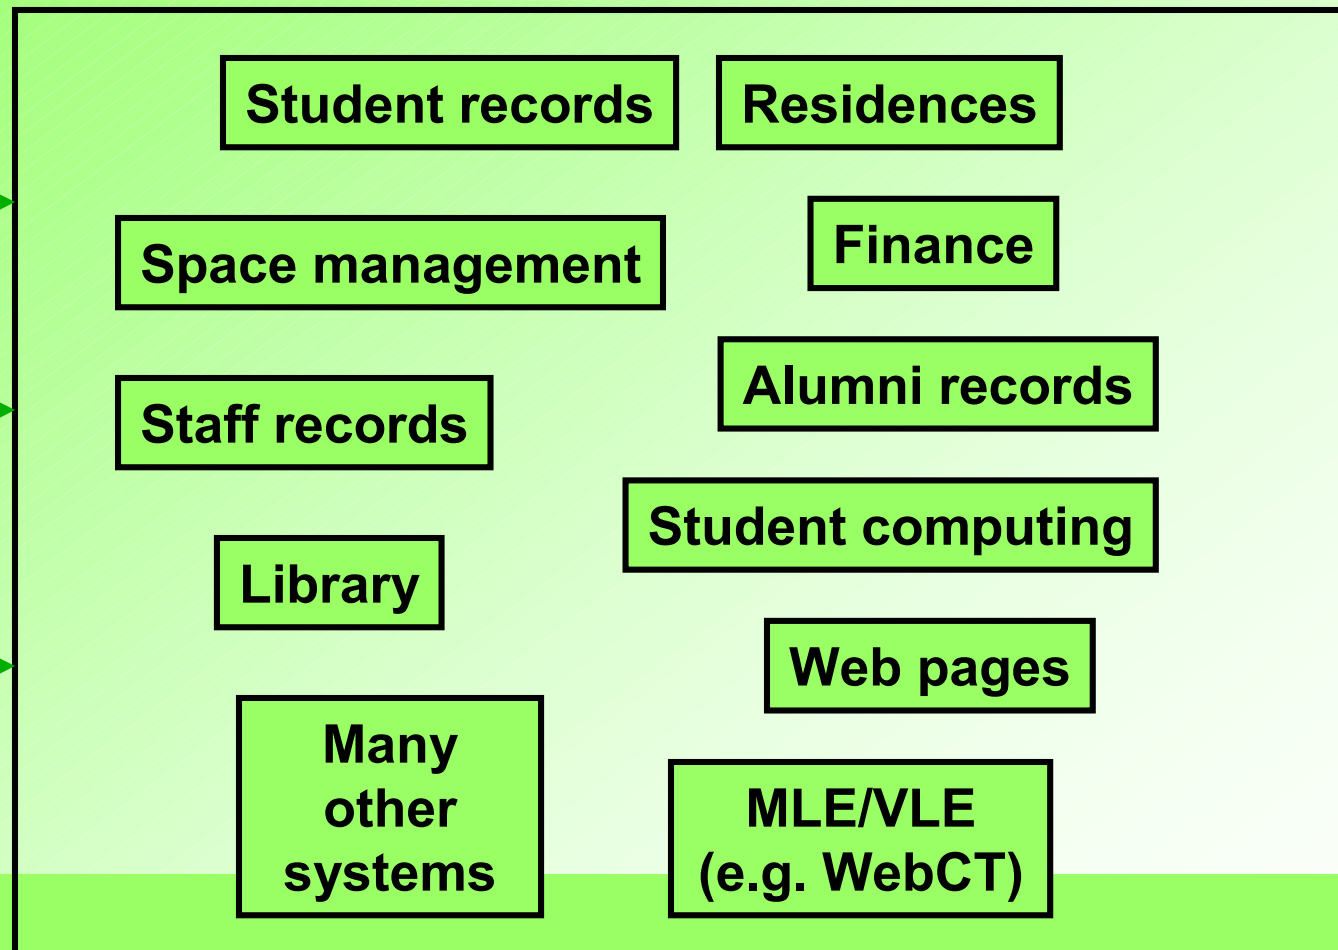 Student records
Residences
Space management
Finance
Alumni records
Staff records
Student computing
Library
Web pages
Many
other
systems
MLE/VLE
(e.g. WebCT)